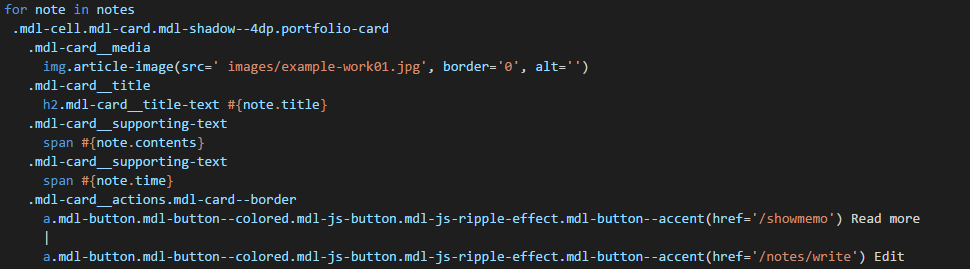 for note in notes
.mdl-cell.mdl-card.mdl-shadow--4dp.portfolio-card
.mdl-card__media
img.article-image(src=' images/example-work01.jpg', border='0', alt='')
.mdl-card__title
h2.mdl-card__title-text #{note.title}
.mdl-card__supporting-text
span #{note.contents}
.mdl-card__supporting-text
span #{note.time}
.mdl-card__actions.mdl-card--border
a.mdl-button.mdl-button--colored.mdl-js-button.mdl-js-ripple-effect.mdl-button--accent(href='/showmemo') Read more
|
a.mdl-button.mdl-button--colored.mdl-js-button.mdl-js-ripple-effect.mdl-button--accent(href='/notes/write') Edit